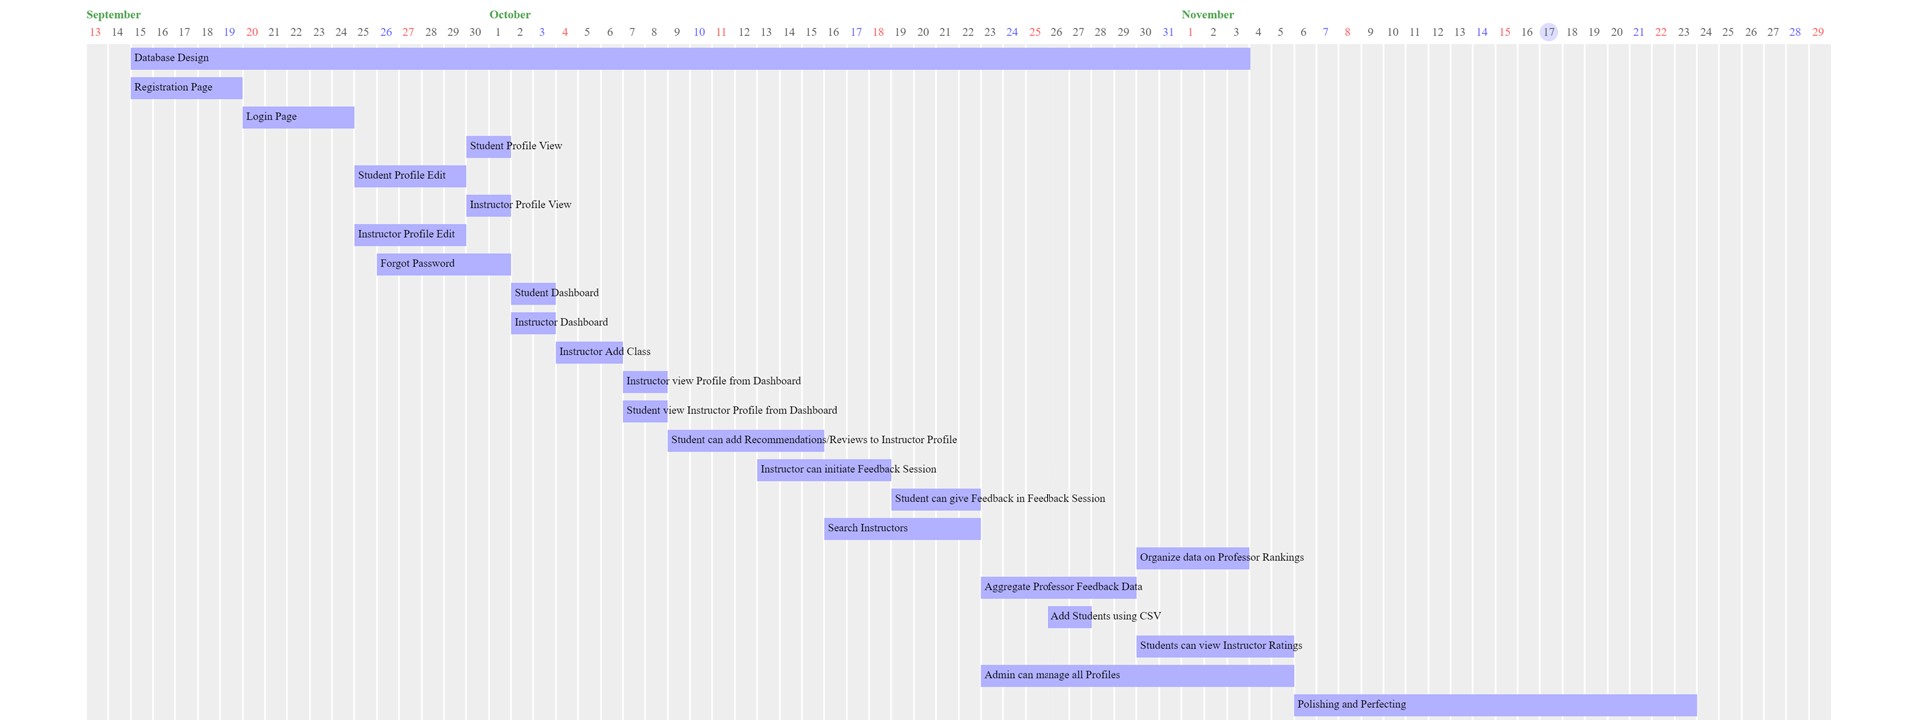 September October November
13 14 15 16 17 18 19 20 21 22 23 24 25 26 27 28 29 30 1 2 3 4 5 6 7 8 9 10 11 12 13 14 15 16 17 18 19 20 21 22 23 24 25 26 27 28 29 30 31 1 2 3 4 5 6 7 8 9 10 11 12 13 14 15 16 17 18 19 20 21 22 23 24 25 26 27 28 29
Database Design
Registration Page
Login Page
Student Profile View
Student Profile Edit
Instructor Profile View
Instructor Profile Edit
Forgot Password
Student Dashboard
Instructor Dashboard
Instructor Add Class
Instructor view Profile from Dashboard
Student view Instructor Profile from Dashboard
Student can add Recommendations/Reviews to Instructor Profile
Instructor can initiate Feedback Session
Student can give Feedback in Feedback Session
Search Instructors
Organize data on Professor Rankings
Aggregate Professor Feedback Data
Add Students using CSV
Students can view Instructor Ratings
Admin can manage all Profiles
Polishing and Perfecting